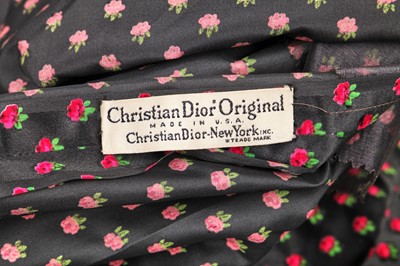 Christian Dior Original
MADE IN U.S.A.
Christian Dior-New York INC.
TRADE MARK